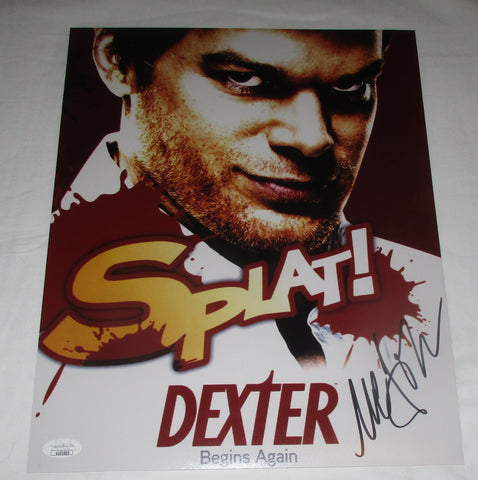 SPLAT!
DEXTER
Begins Again